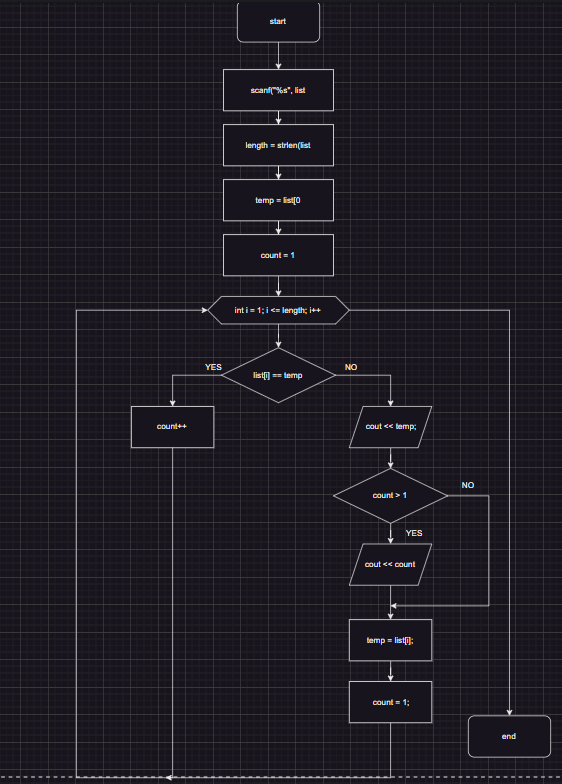 start
scanf("%s", list
length = strlen(list
temp = list[0
count = 1
int i = 1; i <= length; i++
YES
NO
list[i] == temp
count++
cout << temp;
NO
count > 1
YES
cout << count
temp = list[i];
count = 1;
end